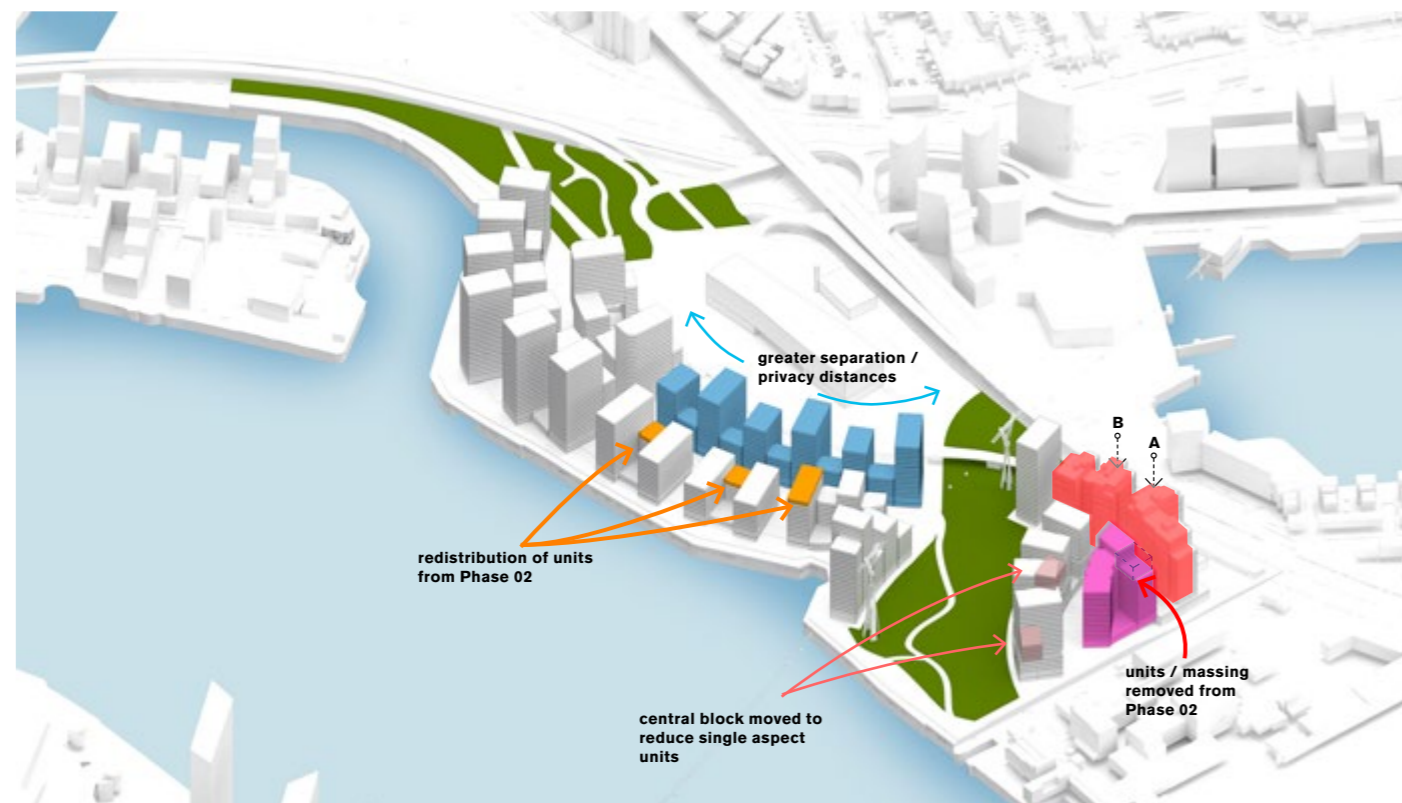 greater separation /
privacy distances
B
A
redistribution of units
from Phase 02
units / massing
removed from
Phase 02
central block moved to
reduce single aspect
units